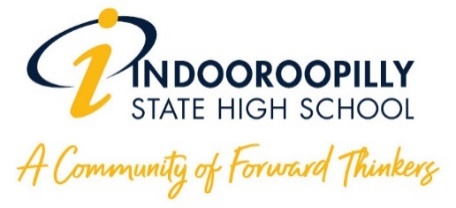 i INDOOROOPILLY
STATE HIGH SCHOOL
A Community of Forward Thinkers